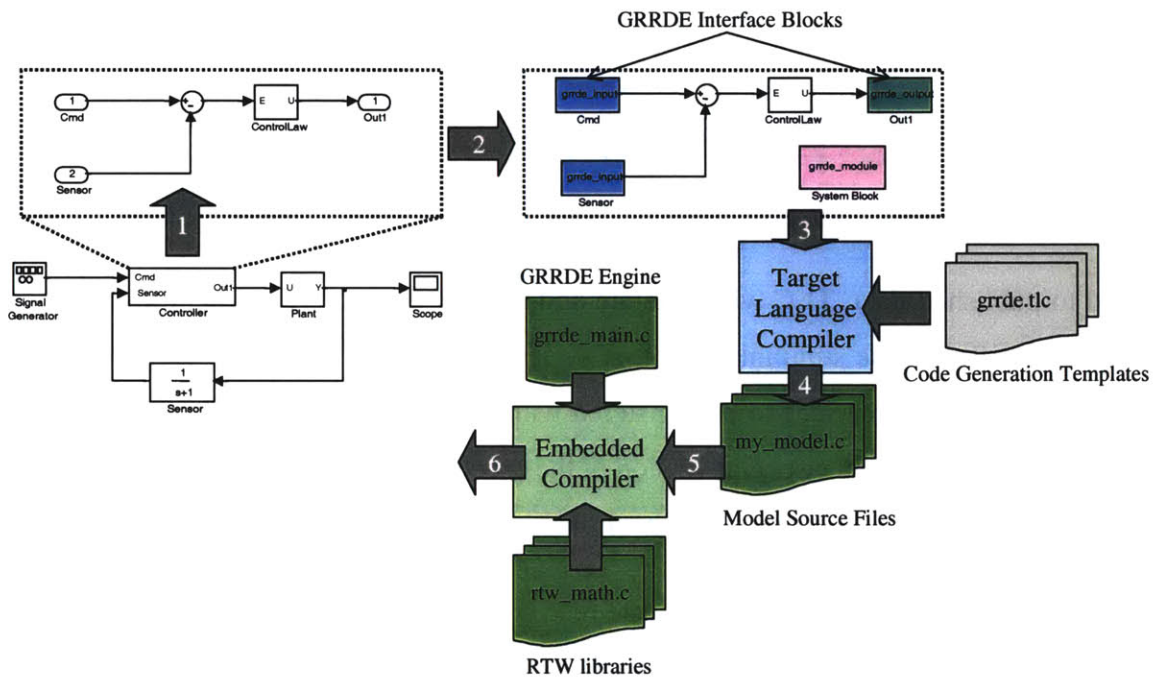 GRRDE Interface Blocks
1
Cmd
+
-
E U
ControlLaw
1
Out1
2
Sensor
2
grrde_input
Cmd
+
-
E U
ControlLaw
grrde_output
Out1
grrde_input
Sensor
grrde_module
System Block
1
3
Signal
Generator
Cmd
Sensor
Out1
Controller
U Y
Plant
Scope
1
s+1
Sensor
GRRDE Engine
grrde_main.c
Target
Language
Compiler
grrde.tlc
Code Generation Templates
4
6
Embedded
Compiler
5
my_model.c
Model Source Files
rtw_math.c
RTW libraries